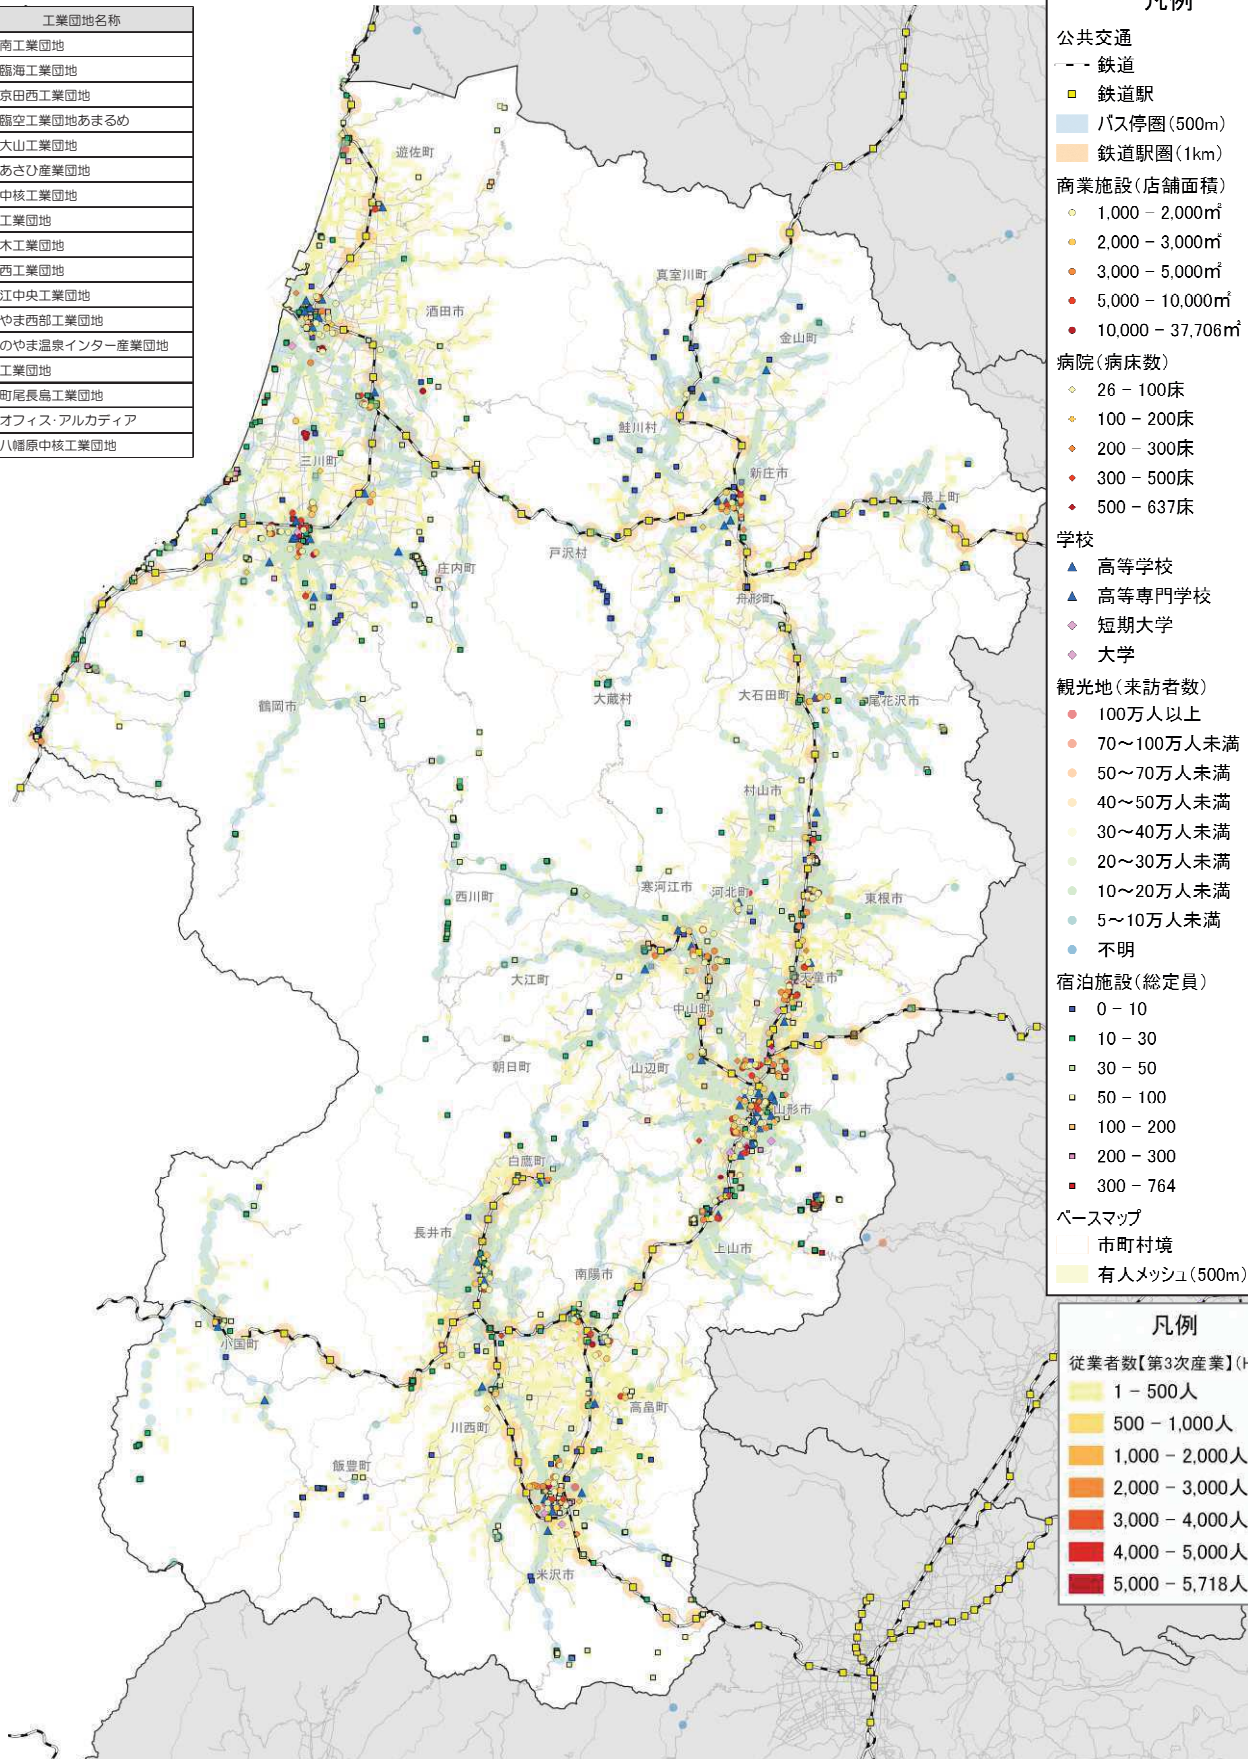 工業団地名称
南工業団地
臨海工業団地
京田西工業団地
臨空工業団地あまるめ
大山工業団地
あさひ産業団地
中核工業団地
工業団地
木工業団地
西工業団地
江中央工業団地
やま西部工業団地
のやま温泉インター産業団地
工業団地
町尾長島工業団地
オフィス・アルカディア
八幡原中核工業団地
遊佐町
酒田市
真室川町
金山町
鮭川村
三川町
新庄市
最上町
戸沢村
庄内町
舟形町
大蔵村
大石田町
尾花沢市
鶴岡市
村山市
寒河江市
河北町
東根市
西川町
大江町
天童市
中山町
朝日町
山辺町
山形市
白鷹町
長井市
上山市
南陽市
小国町
高畠町
川西町
飯豊町
米沢市
凡例
公共交通
鉄道
鉄道駅
バス停圏(500m)
鉄道駅圏(1km)
商業施設(店舗面積)
1,000 - 2,000㎡
2,000 - 3,000㎡
3,000 - 5,000㎡
5,000 - 10,000㎡
10,000 - 37,706㎡
病院(病床数)
26 - 100床
100 - 200床
200 - 300床
300 - 500床
500 - 637床
学校
高等学校
高等専門学校
短期大学
大学
観光地(来訪者数)
100万人以上
70～100万人未満
50～70万人未満
40～50万人未満
30～40万人未満
20～30万人未満
10～20万人未満
5～10万人未満
不明
宿泊施設(総定員)
0 - 10
10 - 30
30 - 50
50 - 100
100 - 200
200 - 300
300 - 764
ベースマップ
市町村境
有人メッシュ(500m)
凡例
従業者数【第3次産業】(H
1 - 500人
500 - 1,000人
1,000 - 2,000人
2,000 - 3,000人
3,000 - 4,000人
4,000 - 5,000人
5,000 - 5,718人